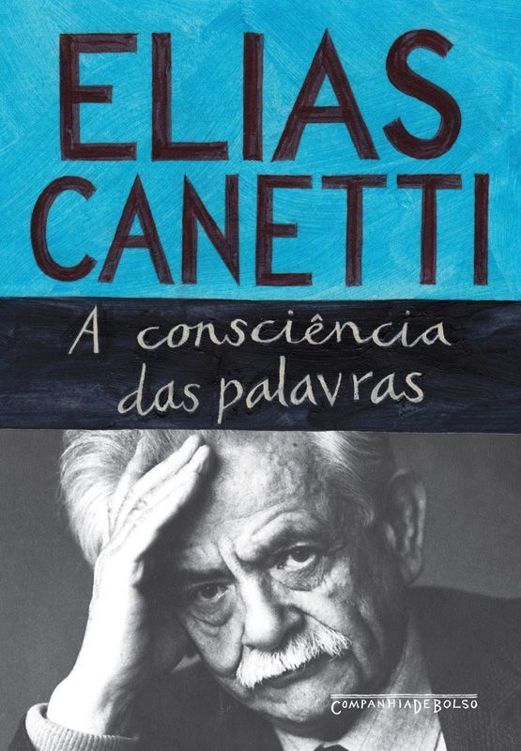 ELIAS
CANETTI
A consciência
das palavras
COMPANHIADEBOLSO